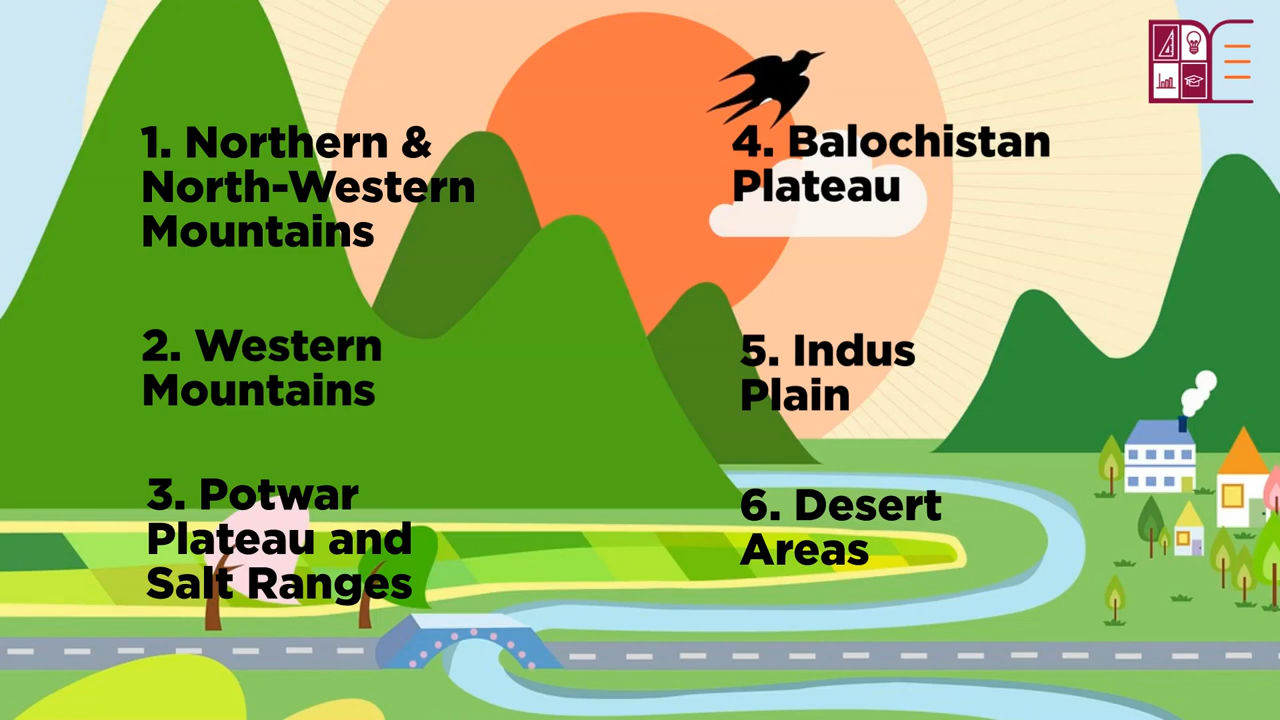 1. Northern &
North-Western
Mountains
2. Western
Mountains
3. Potwar
Plateau and
Salt Ranges
4. Balochistan
Plateau
5. Indus
Plain
6. Desert
Areas